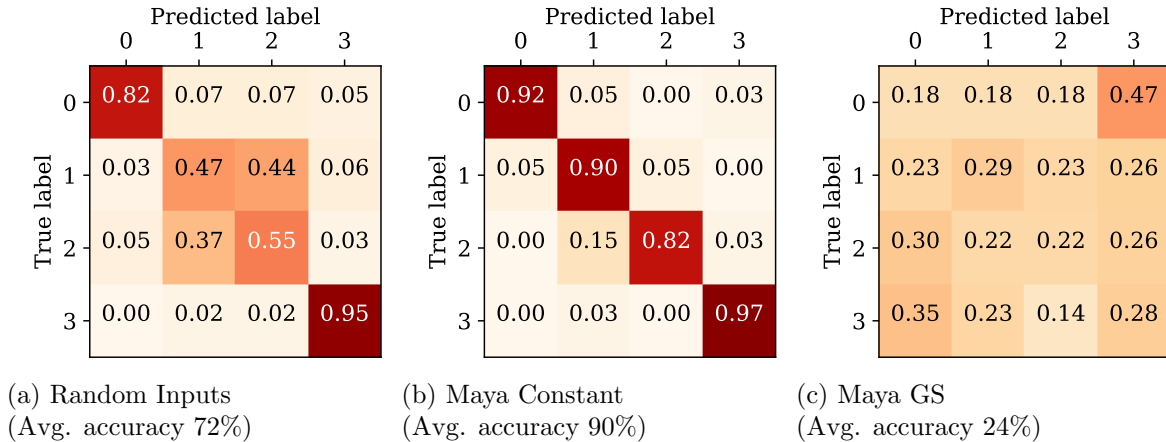 Predicted label
0 1 2 3
True label
0 0.82 0.07 0.07 0.05
1 0.03 0.47 0.44 0.06
2 0.05 0.37 0.55 0.03
3 0.00 0.02 0.02 0.95
(a) Random Inputs
(Avg. accuracy 72%)
Predicted label
0 1 2 3
True label
0 0.92 0.05 0.00 0.03
1 0.05 0.90 0.05 0.00
2 0.00 0.15 0.82 0.03
3 0.00 0.03 0.00 0.97
(b) Maya Constant
(Avg. accuracy 90%)
Predicted label
0 1 2 3
True label
0 0.18 0.18 0.18 0.47
1 0.23 0.29 0.23 0.26
2 0.30 0.22 0.22 0.26
3 0.35 0.23 0.14 0.28
(c) Maya GS
(Avg. accuracy 24%)